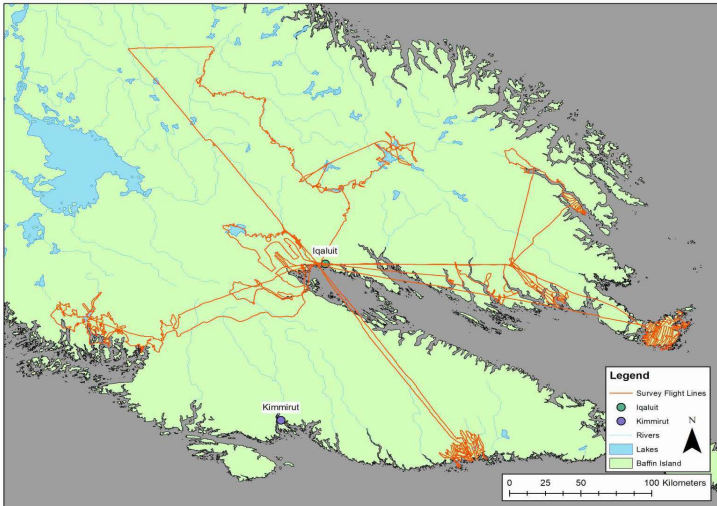 Iqaluit
Kimmirut
Legend
Survey Flight Lines
Iqaluit
Kimmirut
Rivers
Lakes
Baffin Island
N
0 25 50 100 Kilometers